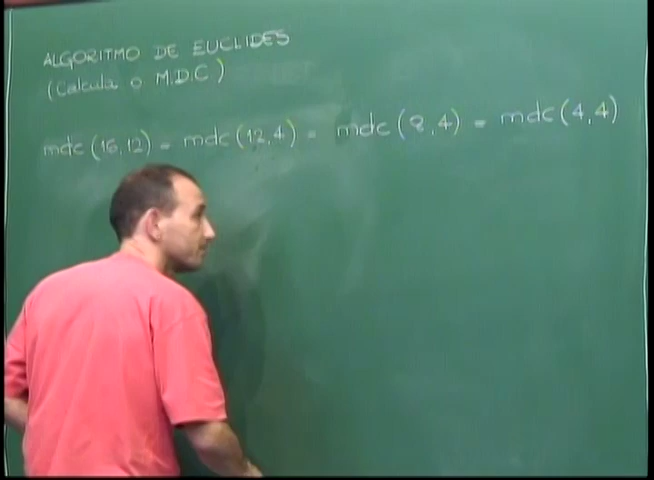 ALGORITMO DE EUCLIDES
(Calcula o M.D.C)
mdc (16,12) = mdc (12,4) = mdc (8,4) = mdc (4,4)